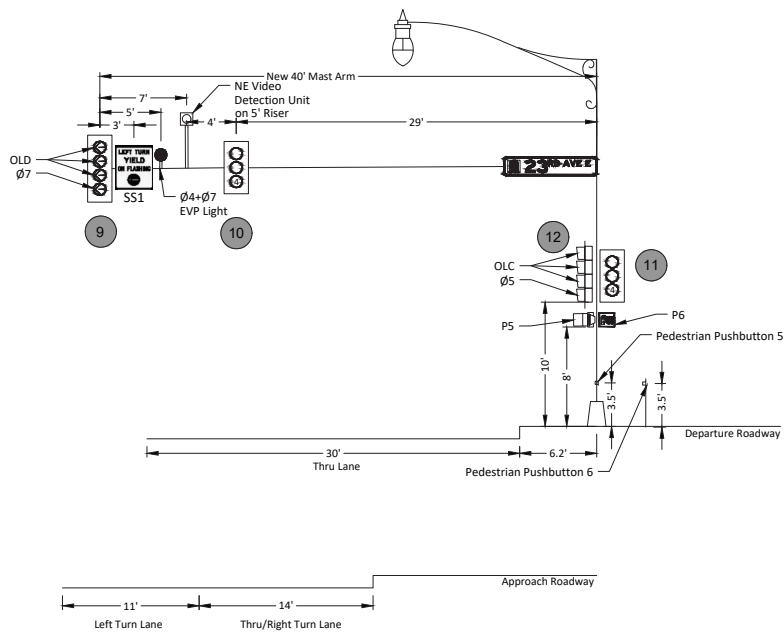 New 40' Mast Arm
7'
NE Video
Detection Unit
on 5' Riser
5'
3'
4'
29'
OLD
Ø7
LEFT TURN
YIELD
ON FLASHING
SS1
Ø4+Ø7
EVP Light
4
23RD AVE E
9
10
12
11
OLC
Ø5
4
P5
P6
Pedestrian Pushbutton 5
10'
8'
3.5'
3.5'
Departure Roadway
30'
6.2'
Thru Lane
Pedestrian Pushbutton 6
Approach Roadway
11'
14'
Left Turn Lane
Thru/Right Turn Lane